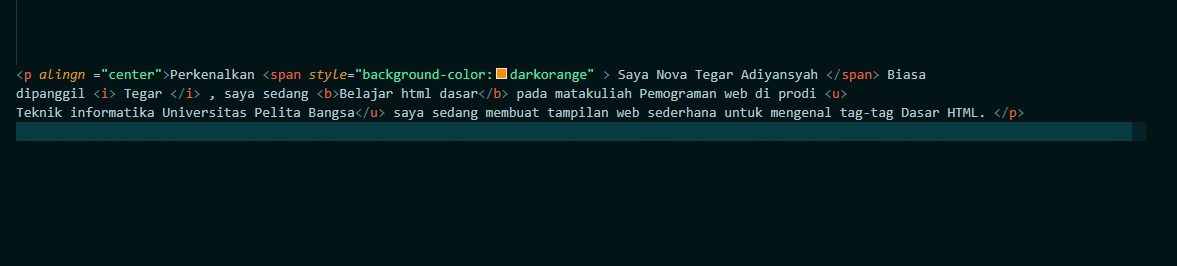 <p alingn ="center">Perkenalkan <span style="background-color:darkorange" > Saya Nova Tegar Adiyansyah </span> Biasa
dipanggil <i> Tegar </i> , saya sedang <b>Belajar html dasar</b> pada matakuliah Pemograman web di prodi <u>
Teknik informatika Universitas Pelita Bangsa</u> saya sedang membuat tampilan web sederhana untuk mengenal tag-tag Dasar HTML. </p>